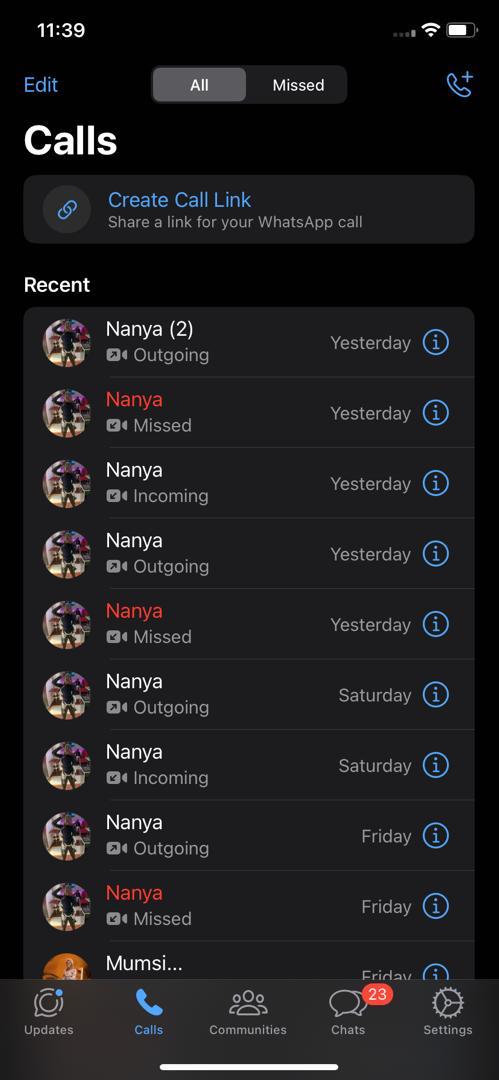 11:39
Edit
All
Missed
Calls
Create Call Link
Share a link for your WhatsApp call
Recent
Nanya (2)
Outgoing
Yesterday
Nanya
Missed
Yesterday
Nanya
Incoming
Yesterday
Nanya
Outgoing
Yesterday
Nanya
Missed
Yesterday
Nanya
Outgoing
Saturday
Nanya
Incoming
Saturday
Nanya
Outgoing
Friday
Nanya
Missed
Friday
Mumsi...
Friday
23
Updates
Calls
Communities
Chats
Settings